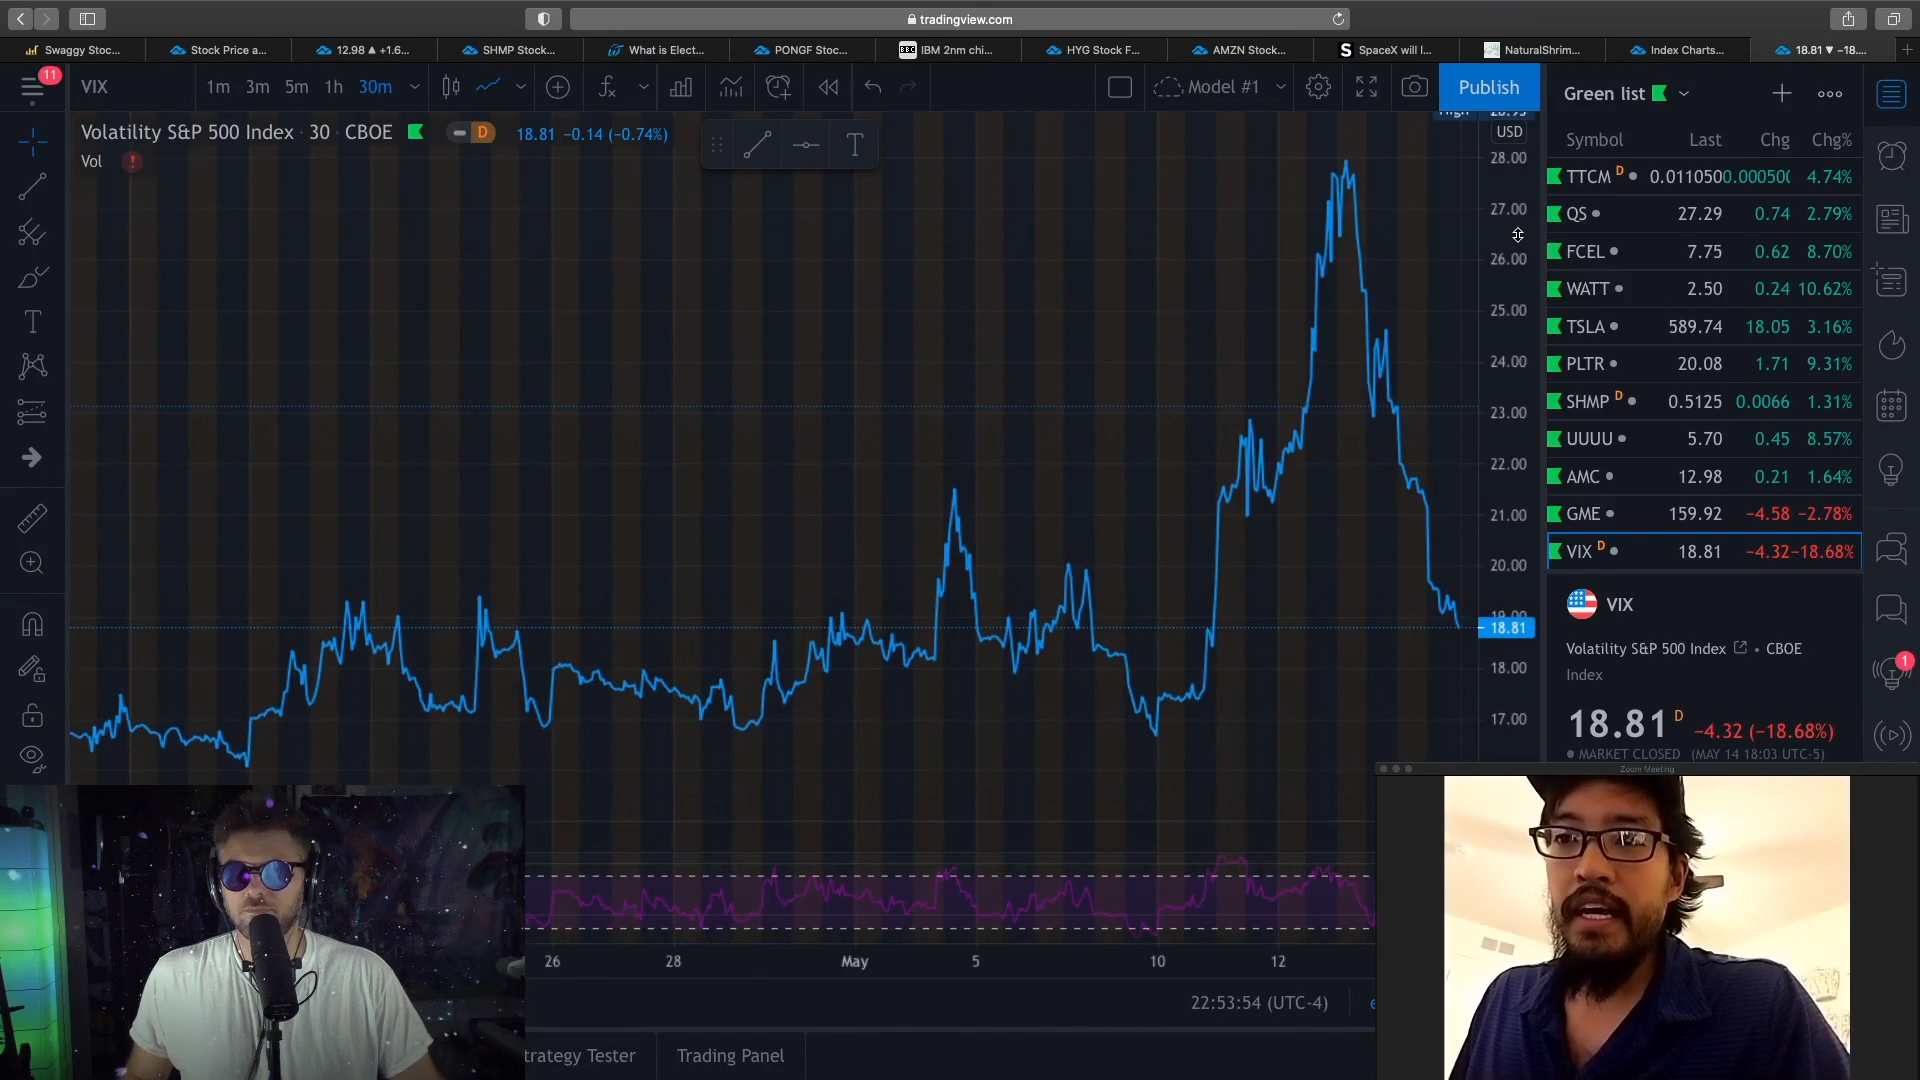 tradingview.com
Swaggy Stoc...
Stock Price a...
12.98 ▲ +1.6...
SHMP Stock...
What is Elect...
PONGF Stoc...
BBC IBM 2nm chi...
HYG Stock F...
AMZN Stock...
S SpaceX will l...
NaturalShrim...
Index Charts...
18.81 ▼ −18....
11
VIX
1m 3m 5m 1h 30m
Model #1
Publish
Green list
Volatility S&P 500 Index · 30 · CBOE
D
18.81 −0.14 (−0.74%)
Vol !
T
USD
28.00
27.00
26.00
25.00
24.00
23.00
22.00
21.00
20.00
19.00
18.81
18.00
17.00
Symbol Last Chg Chg%
TTCM D 0.011050 0.00050( 4.74%
QS 27.29 0.74 2.79%
FCEL 7.75 0.62 8.70%
WATT 2.50 0.24 10.62%
TSLA 589.74 18.05 3.16%
PLTR 20.08 1.71 9.31%
SHMP D 0.5125 0.0066 1.31%
UUUU 5.70 0.45 8.57%
AMC 12.98 0.21 1.64%
GME 159.92 −4.58 −2.78%
VIX D 18.81 −4.32 −18.68%
VIX
Volatility S&P 500 Index • CBOE
Index
1
18.81 D −4.32 (−18.68%)
MARKET CLOSED (MAY 14 18:03 UTC-5)
Zoom Meeting
26 28 May 5 10 12
22:53:54 (UTC-4)
trategy Tester
Trading Panel